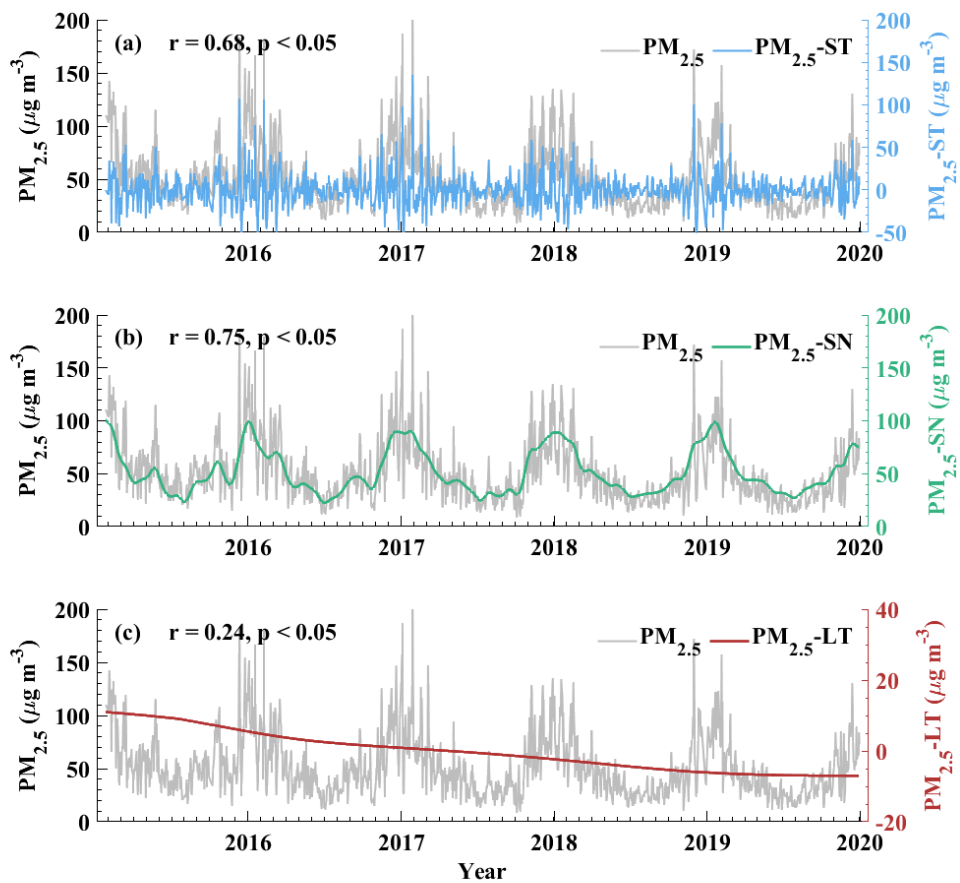 (a) r = 0.68, p < 0.05
PM2.5 PM2.5-ST
200
150
100
50
0
PM2.5 (μg m-3)
200
150
100
50
0
-50
PM2.5-ST (μg m-3)
2016 2017 2018 2019 2020
(b) r = 0.75, p < 0.05
PM2.5 PM2.5-SN
200
150
100
50
0
PM2.5 (μg m-3)
200
150
100
50
0
PM2.5-SN (μg m-3)
2016 2017 2018 2019 2020
(c) r = 0.24, p < 0.05
PM2.5 PM2.5-LT
200
150
100
50
0
PM2.5 (μg m-3)
40
20
0
-20
PM2.5-LT (μg m-3)
2016 2017 2018 2019 2020
Year